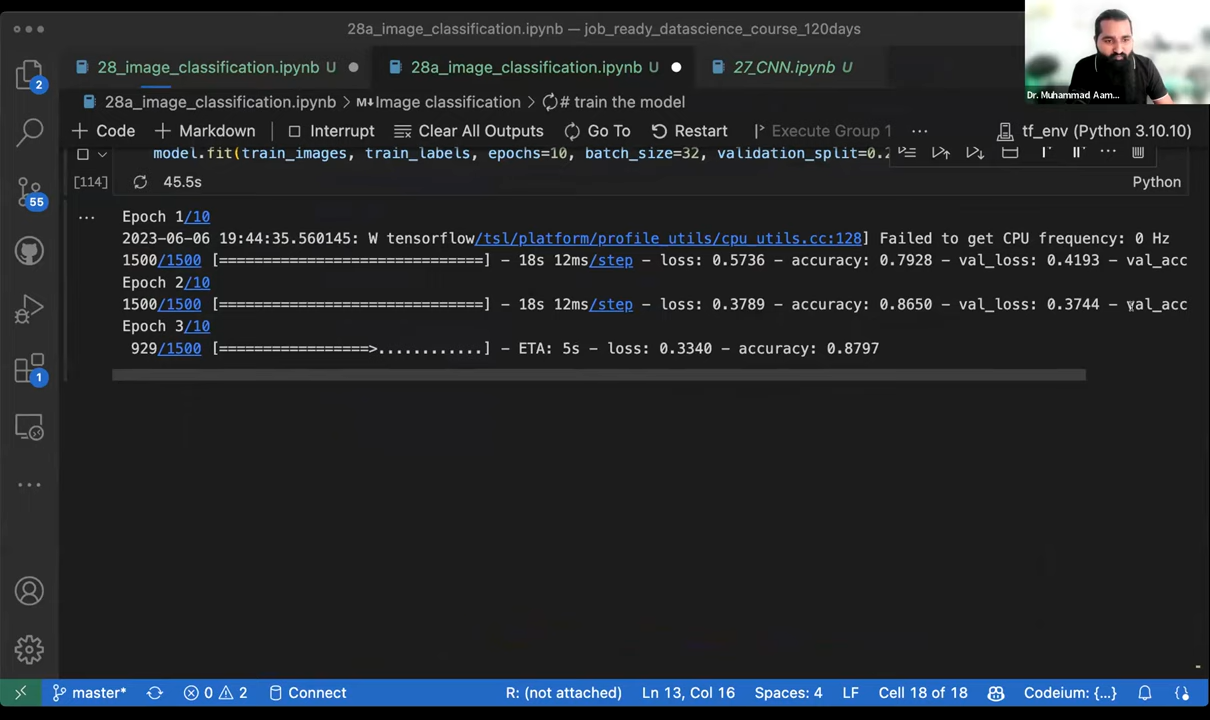 28a_image_classification.ipynb — job_ready_datascience_course_120days
28_image_classification.ipynb U
28a_image_classification.ipynb U
27_CNN.ipynb U
Dr. Muhammad Aam...
28a_image_classification.ipynb > M Image classification > # train the model
+ Code + Markdown | Interrupt Clear All Outputs Go To Restart Execute Group 1 ... tf_env (Python 3.10.10)
model.fit(train_images, train_labels, epochs=10, batch_size=32, validation_split=0.2
[114] 45.5s Python
... Epoch 1/10
2023-06-06 19:44:35.560145: W tensorflow/tsl/platform/profile_utils/cpu_utils.cc:128] Failed to get CPU frequency: 0 Hz
1500/1500 [==============================] - 18s 12ms/step - loss: 0.5736 - accuracy: 0.7928 - val_loss: 0.4193 - val_acc
Epoch 2/10
1500/1500 [==============================] - 18s 12ms/step - loss: 0.3789 - accuracy: 0.8650 - val_loss: 0.3744 - val_acc
Epoch 3/10
929/1500 [=================>............] - ETA: 5s - loss: 0.3340 - accuracy: 0.8797
2
55
1
master* 0 2 Connect R: (not attached) Ln 13, Col 16 Spaces: 4 LF Cell 18 of 18 Codeium: {...}